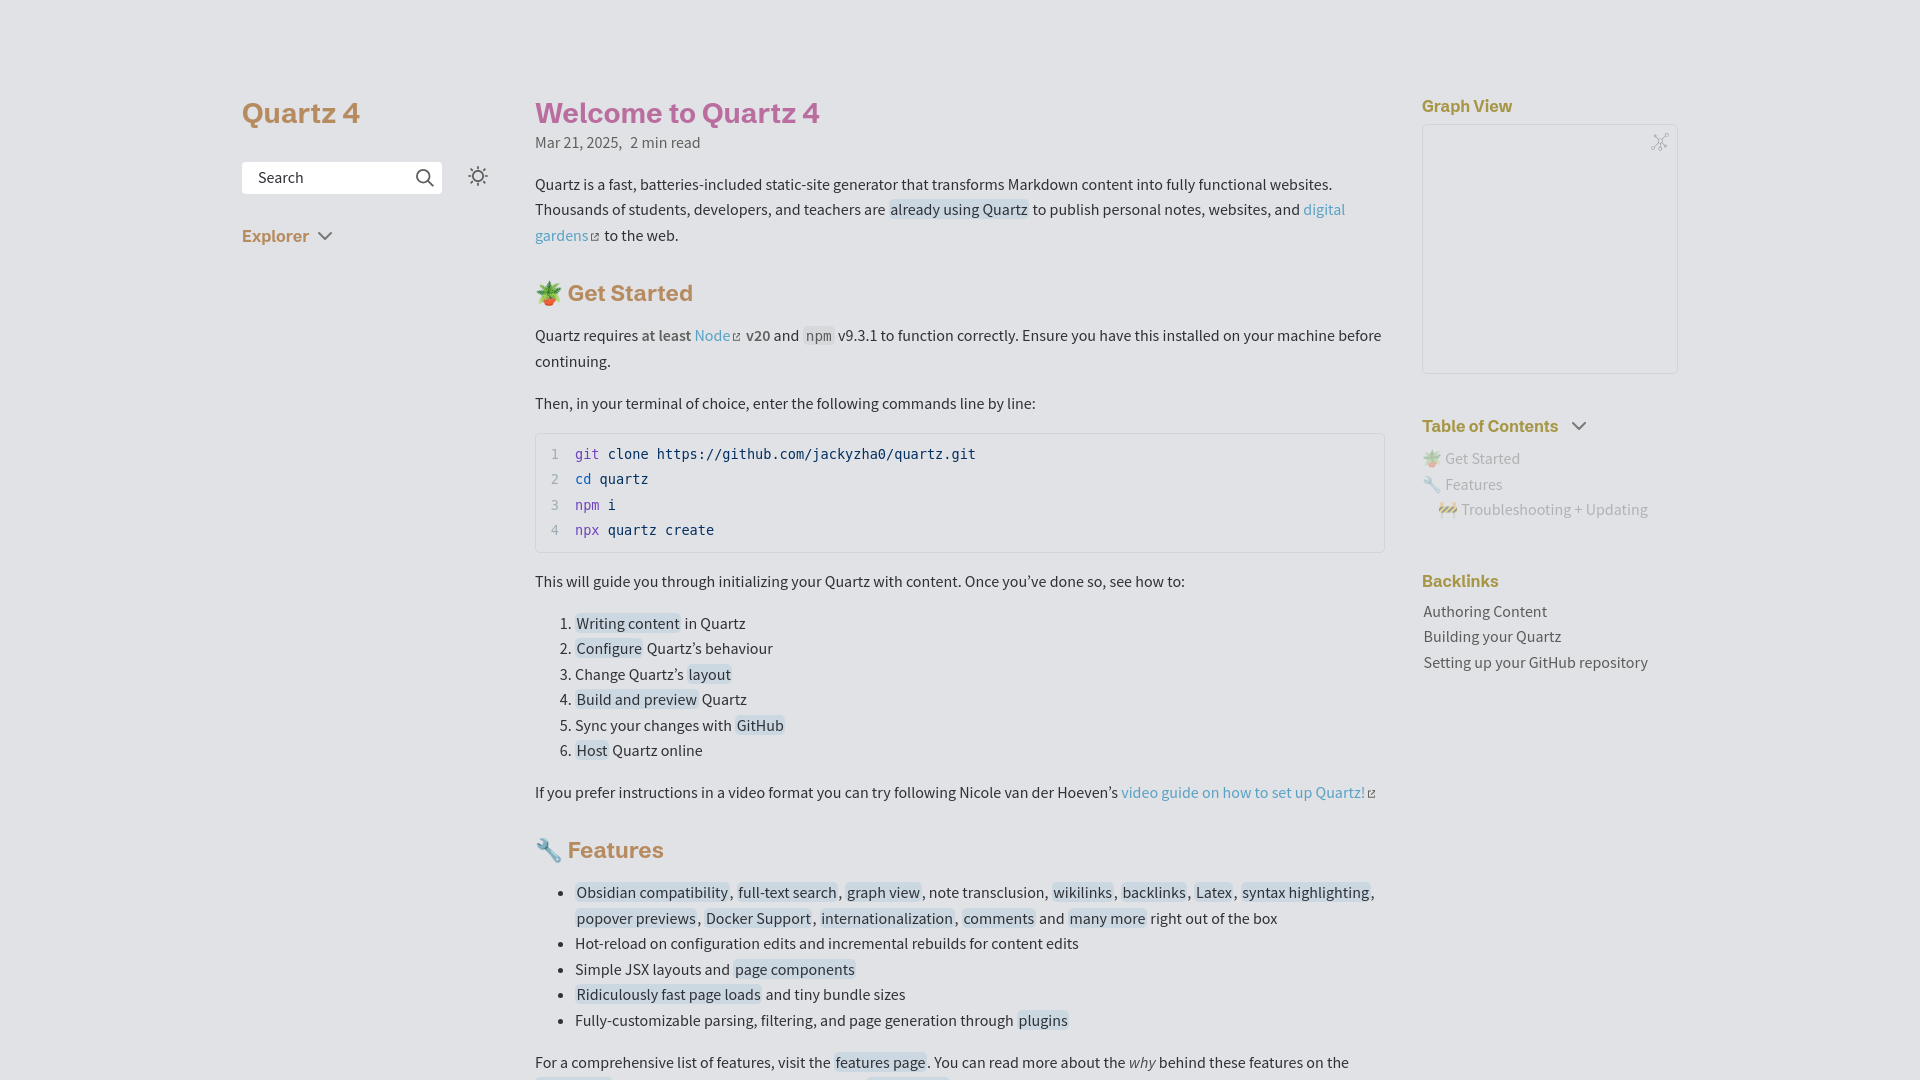 Quartz 4
Search
Explorer
Welcome to Quartz 4
Mar 21, 2025, 2 min read
Quartz is a fast, batteries-included static-site generator that transforms Markdown content into fully functional websites.
Thousands of students, developers, and teachers are already using Quartz to publish personal notes, websites, and digital
gardens to the web.
🪴 Get Started
Quartz requires at least Node v20 and npm v9.3.1 to function correctly. Ensure you have this installed on your machine before
continuing.
Then, in your terminal of choice, enter the following commands line by line:
1 git clone https://github.com/jackyzha0/quartz.git
2 cd quartz
3 npm i
4 npx quartz create
This will guide you through initializing your Quartz with content. Once you’ve done so, see how to:
1. Writing content in Quartz
2. Configure Quartz’s behaviour
3. Change Quartz’s layout
4. Build and preview Quartz
5. Sync your changes with GitHub
6. Host Quartz online
If you prefer instructions in a video format you can try following Nicole van der Hoeven’s video guide on how to set up Quartz!
🔧 Features
• Obsidian compatibility, full-text search, graph view, note transclusion, wikilinks, backlinks, Latex, syntax highlighting,
popover previews, Docker Support, internationalization, comments and many more right out of the box
• Hot-reload on configuration edits and incremental rebuilds for content edits
• Simple JSX layouts and page components
• Ridiculously fast page loads and tiny bundle sizes
• Fully-customizable parsing, filtering, and page generation through plugins
For a comprehensive list of features, visit the features page. You can read more about the why behind these features on the
Graph View
Table of Contents
🪴 Get Started
🔧 Features
🚧 Troubleshooting + Updating
Backlinks
Authoring Content
Building your Quartz
Setting up your GitHub repository